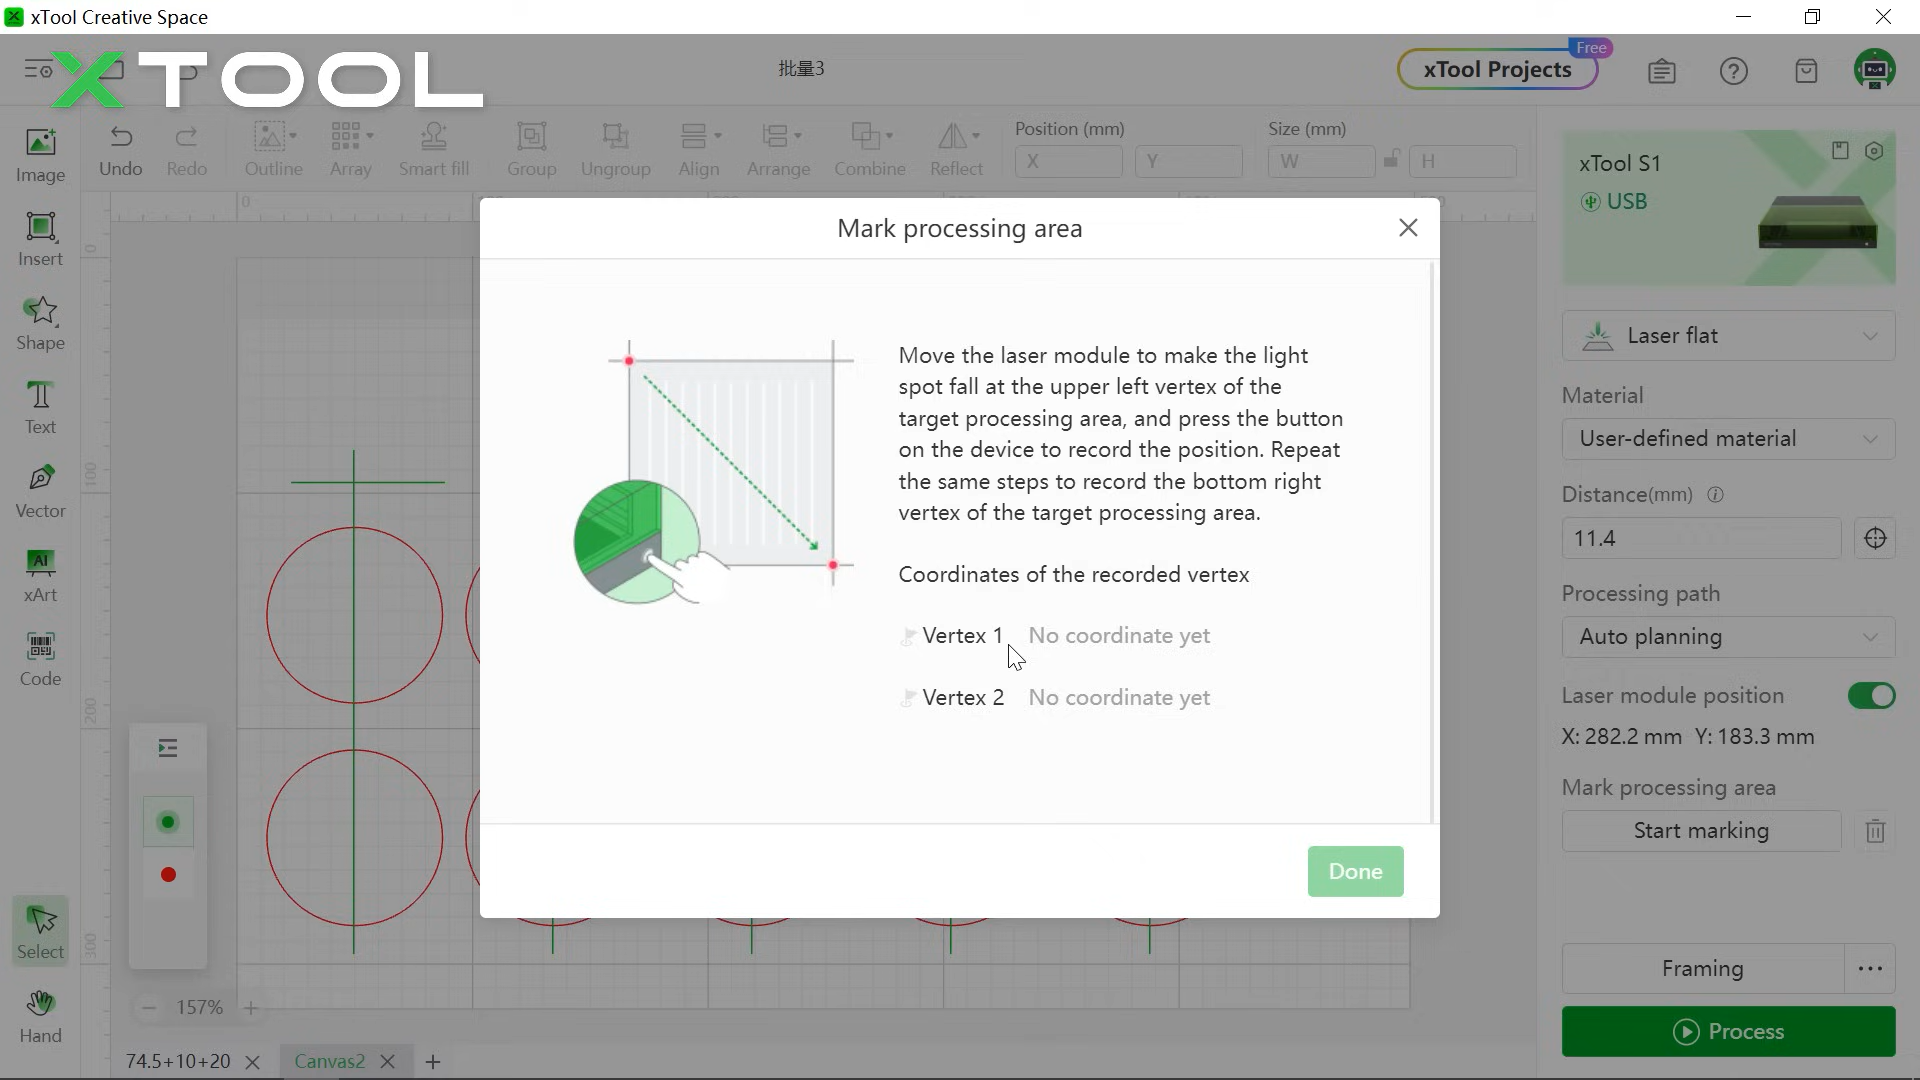 xTool Creative Space
XTOOL
批量3
Free
xTool Projects
Image
Insert
Shape
Text
Vector
AI
xArt
Code
Select
Hand
Undo
Redo
Outline
Array
Smart fill
Group
Ungroup
Align
Arrange
Combine
Reflect
Position (mm)
X
Y
Size (mm)
W
H
0
0
100
200
300
Mark processing area
Move the laser module to make the light
spot fall at the upper left vertex of the
target processing area, and press the button
on the device to record the position. Repeat
the same steps to record the bottom right
vertex of the target processing area.
Coordinates of the recorded vertex
Vertex 1 No coordinate yet
Vertex 2 No coordinate yet
Done
157%
74.5+10+20
Canvas2
xTool S1
USB
Laser flat
Material
User-defined material
Distance(mm)
11.4
Processing path
Auto planning
Laser module position
X: 282.2 mm Y: 183.3 mm
Mark processing area
Start marking
Framing
Process